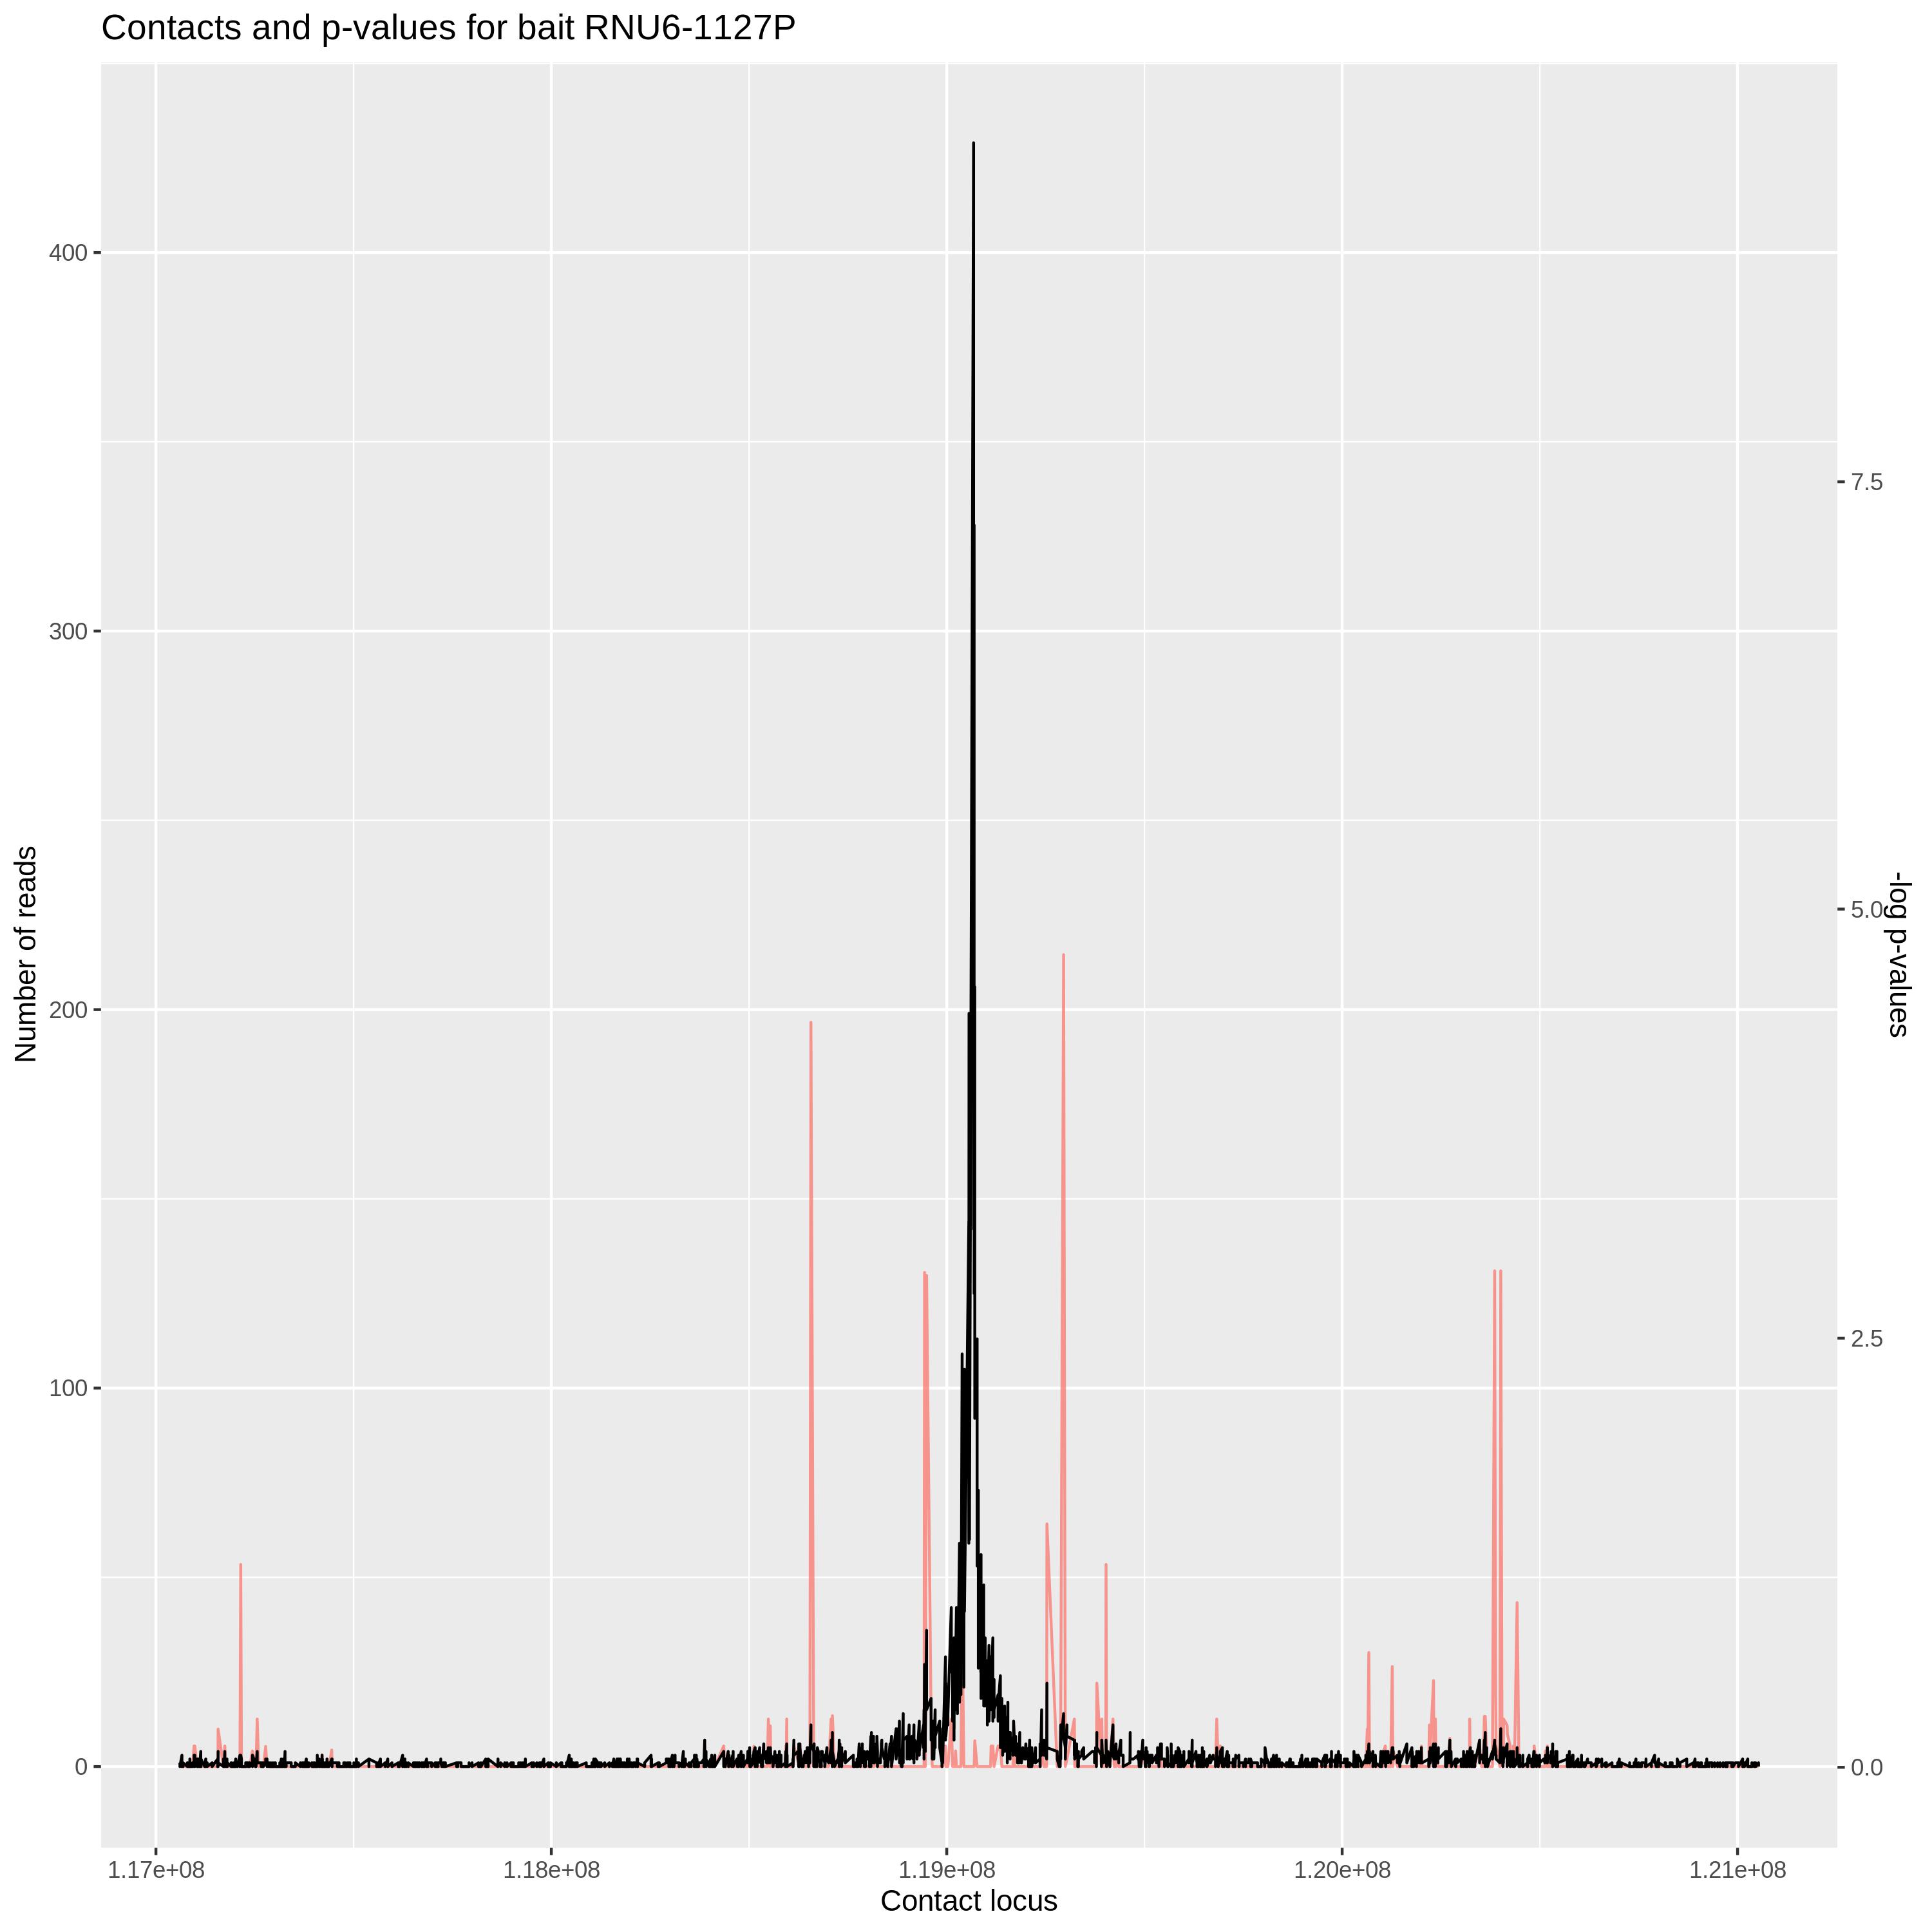 Contacts and p-values for bait RNU6-1127P
Number of reads
400
300
200
100
0
7.5
5.0
2.5
0.0
-log p-values
1.17e+08
1.18e+08
1.19e+08
1.20e+08
1.21e+08
Contact locus